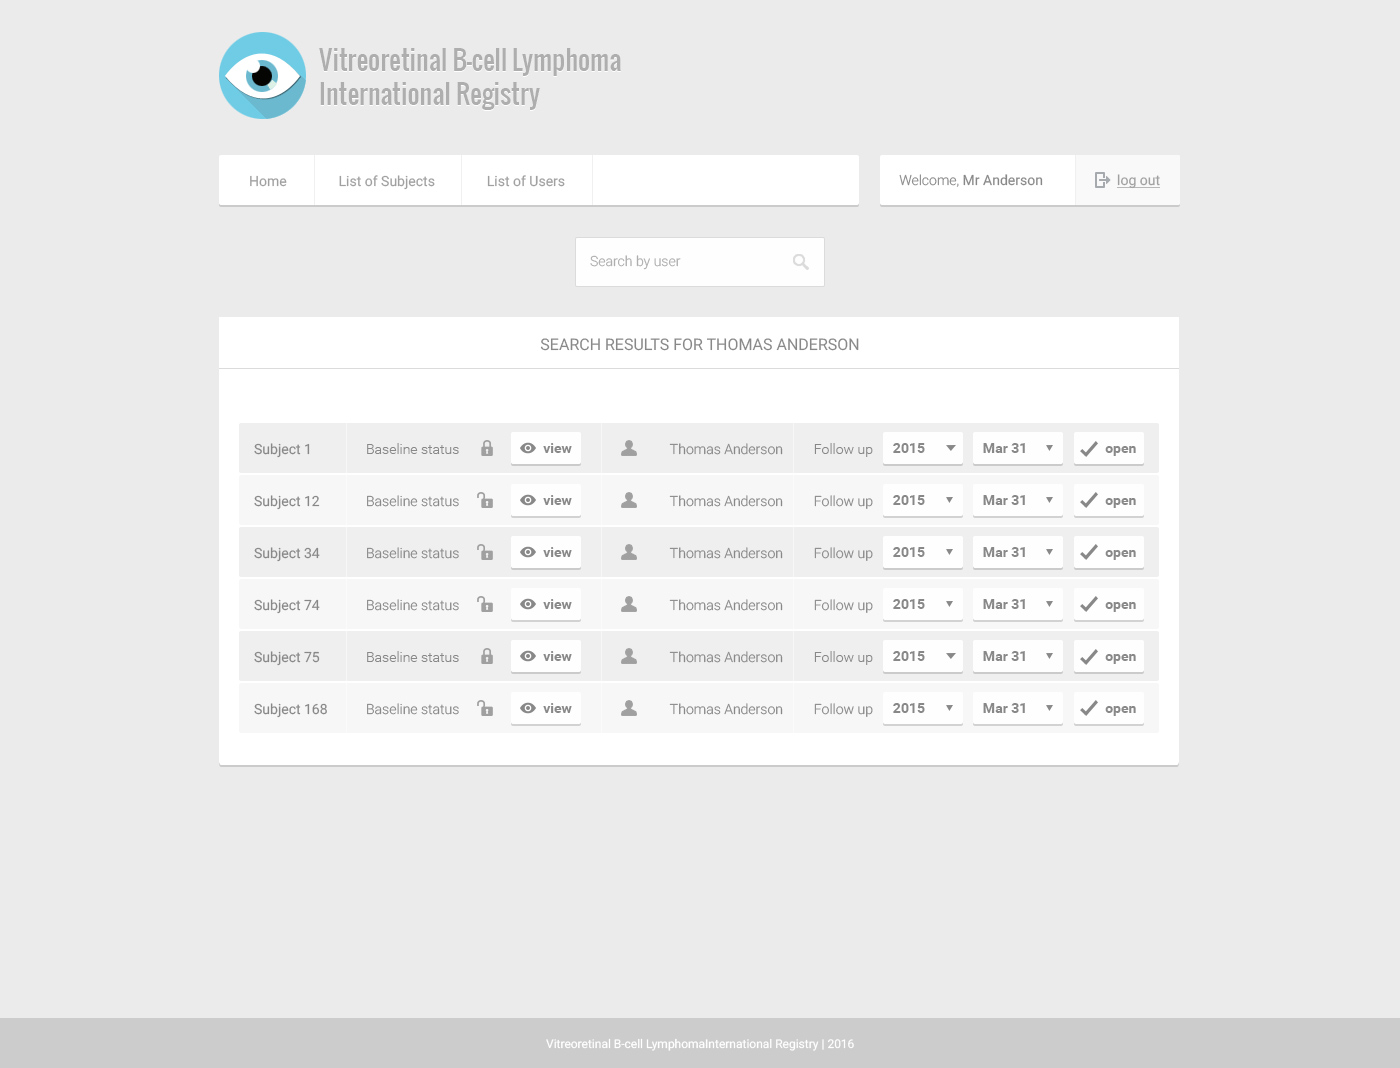 Vitreoretinal B-cell Lymphoma
International Registry
Home List of Subjects List of Users Welcome, Mr Anderson log out
Search by user
SEARCH RESULTS FOR THOMAS ANDERSON
Subject 1 Baseline status view Thomas Anderson Follow up 2015 Mar 31 open
Subject 12 Baseline status view Thomas Anderson Follow up 2015 Mar 31 open
Subject 34 Baseline status view Thomas Anderson Follow up 2015 Mar 31 open
Subject 74 Baseline status view Thomas Anderson Follow up 2015 Mar 31 open
Subject 75 Baseline status view Thomas Anderson Follow up 2015 Mar 31 open
Subject 168 Baseline status view Thomas Anderson Follow up 2015 Mar 31 open
Vitreoretinal B-cell LymphomaInternational Registry | 2016